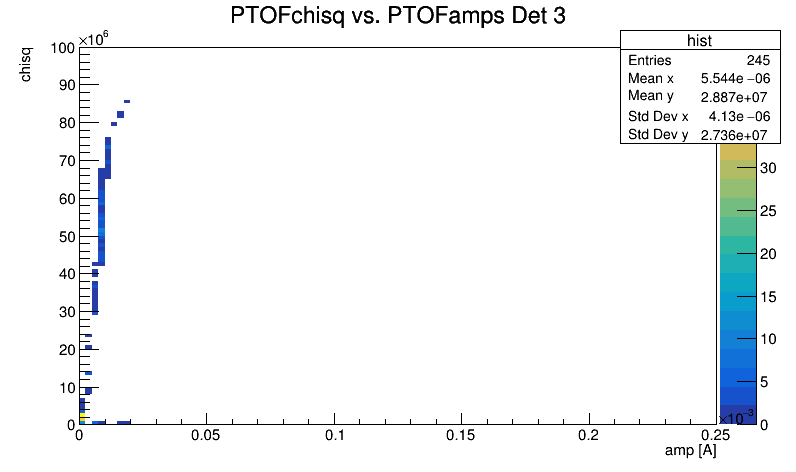 PTOFchisq vs. PTOFamps Det 3
×10⁶
chisq
hist
Entries 245
Mean x 5.544e−06
Mean y 2.887e+07
Std Dev x 4.13e−06
Std Dev y 2.736e+07
100
90
80
70
60
50
40
30
20
10
0
30
25
20
15
10
5
0
×10⁻³
0 0.05 0.1 0.15 0.2 0.25
amp [A]